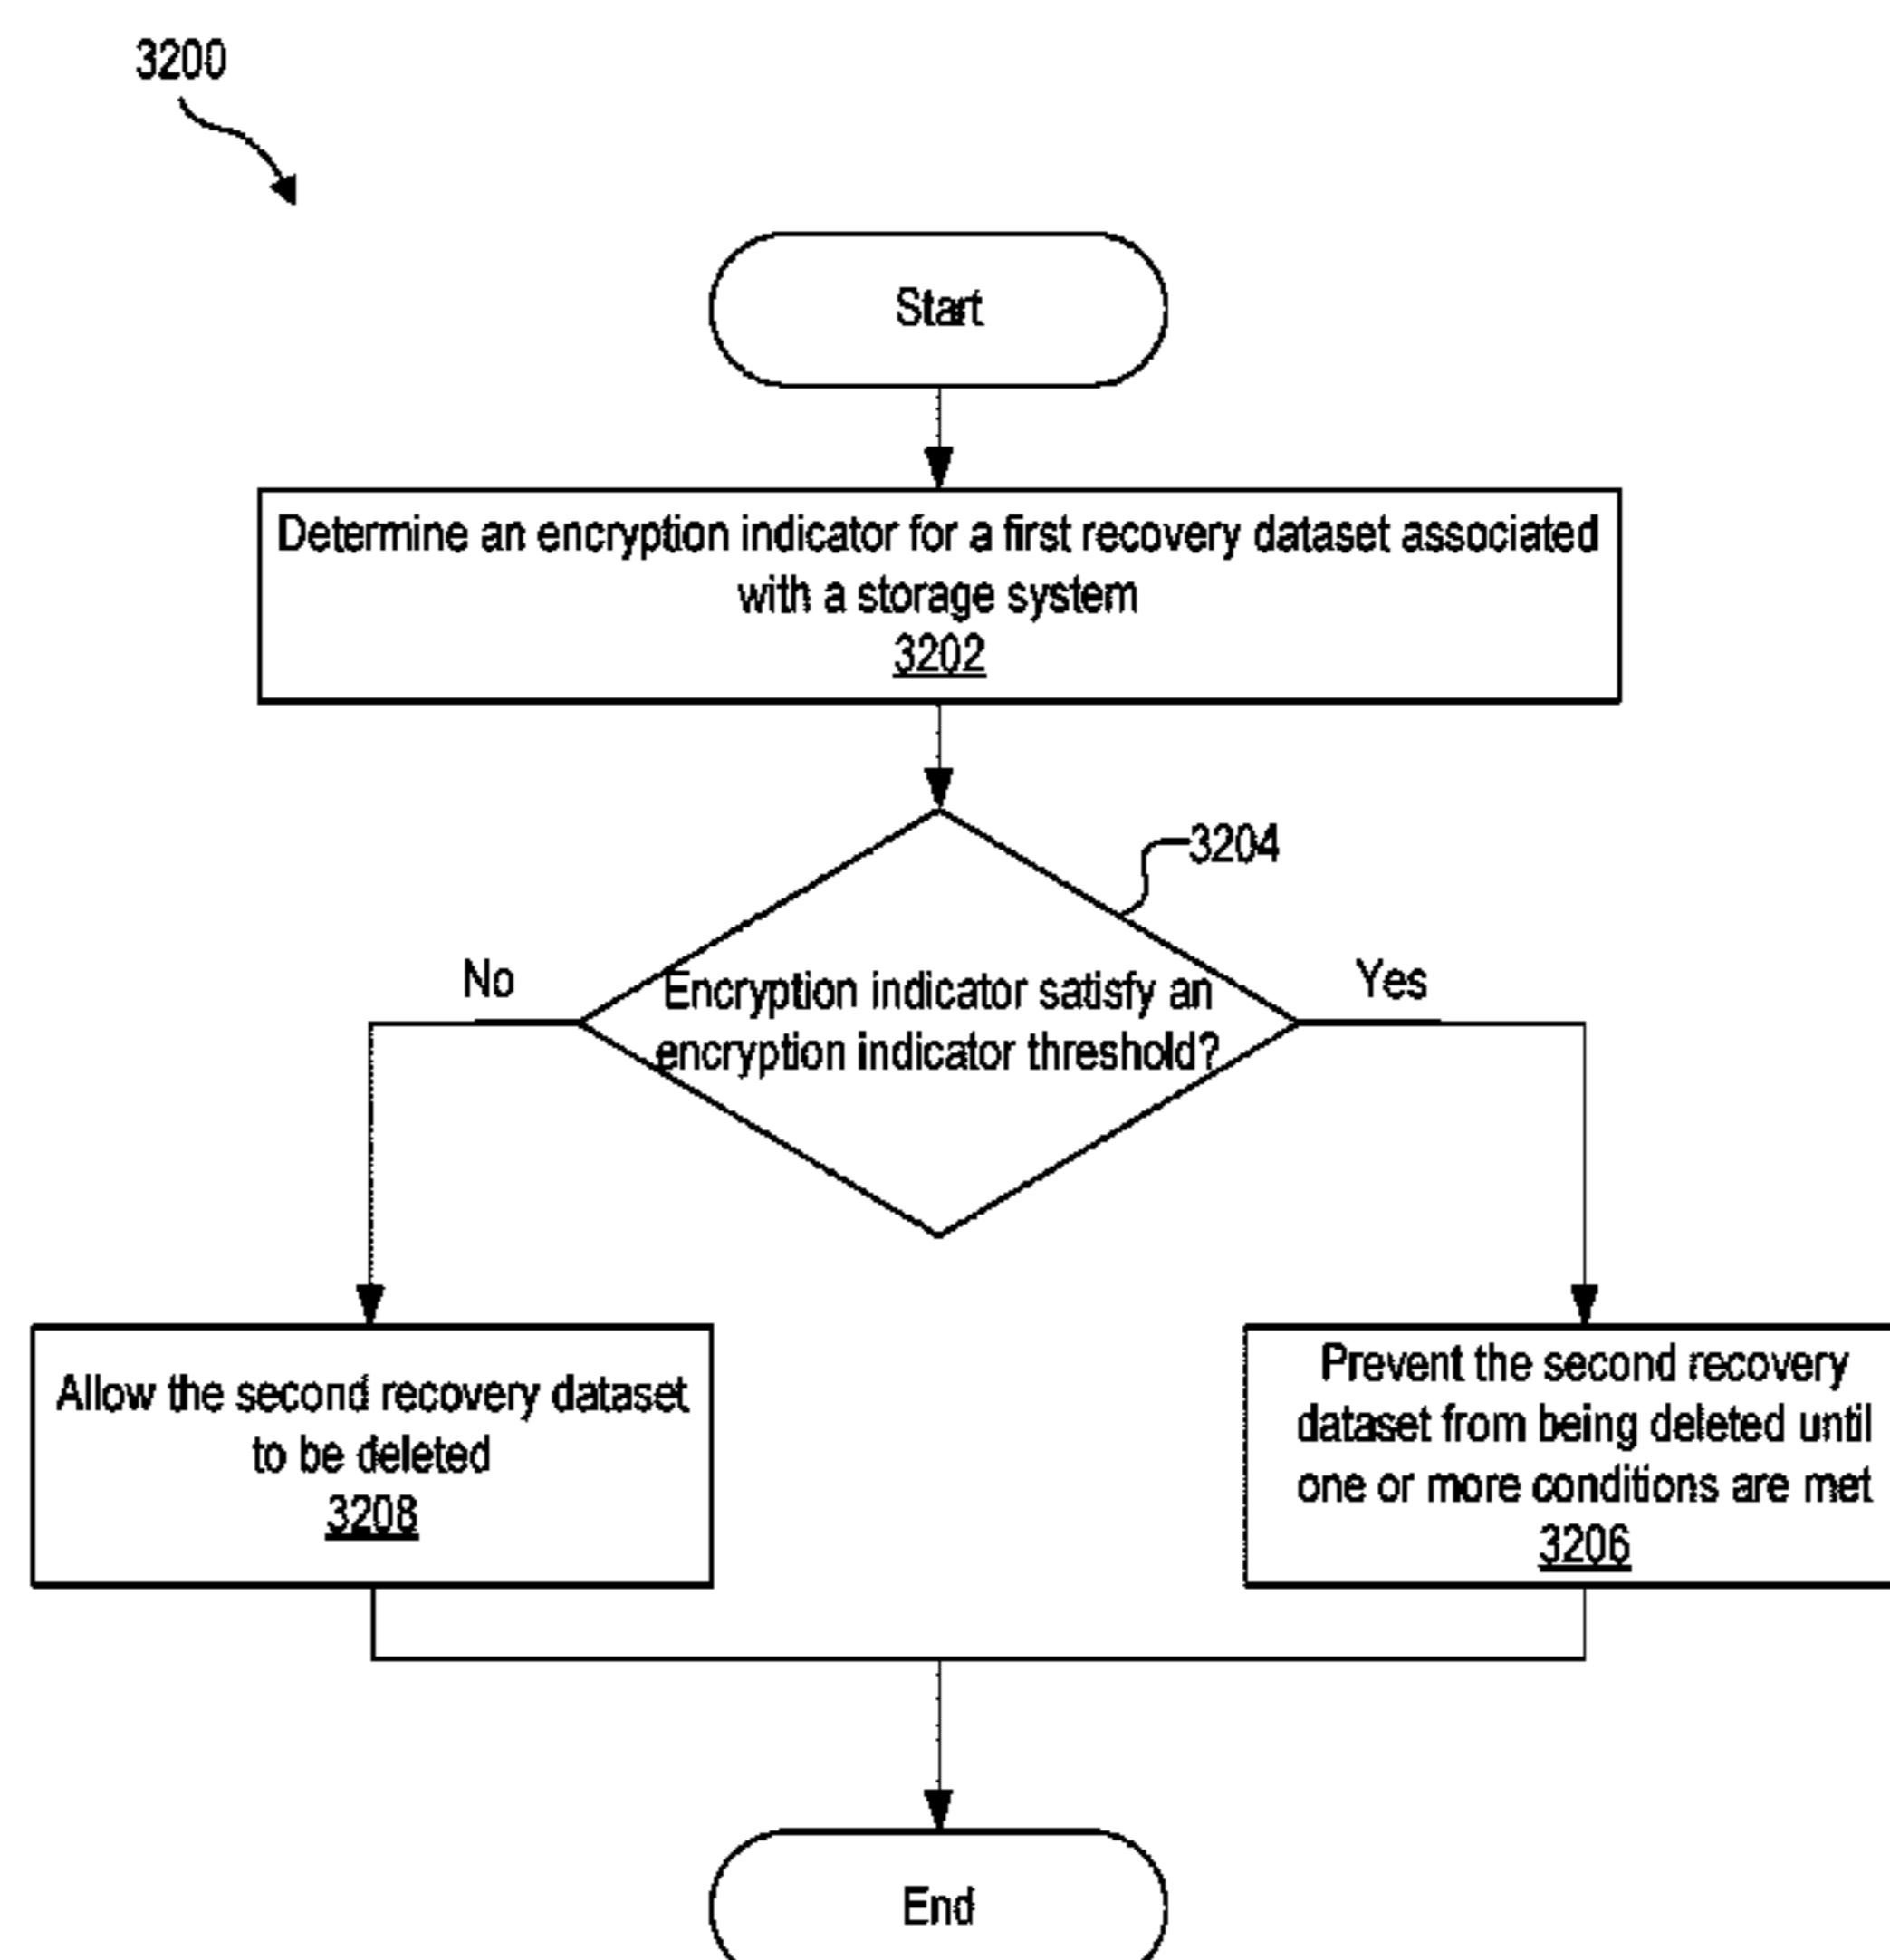 3200
Start
Determine an encryption indicator for a first recovery dataset associated
with a storage system
3202
3204
No
Encryption indicator satisfy an
encryption indicator threshold?
Yes
Allow the second recovery dataset
to be deleted
3208
Prevent the second recovery
dataset from being deleted until
one or more conditions are met
3206
End